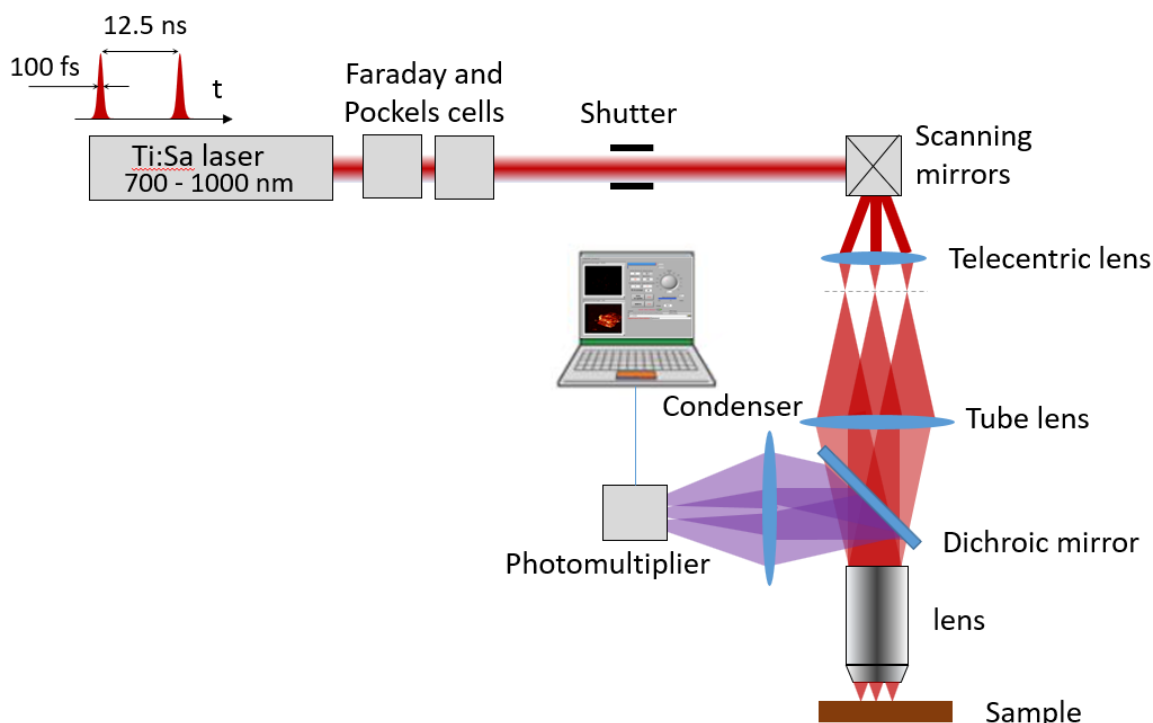 12.5 ns
100 fs
t
Faraday and
Pockels cells
Shutter
Ti:Sa laser
700 - 1000 nm
Scanning
mirrors
Telecentric lens
Condenser
Tube lens
Photomultiplier
Dichroic mirror
lens
Sample